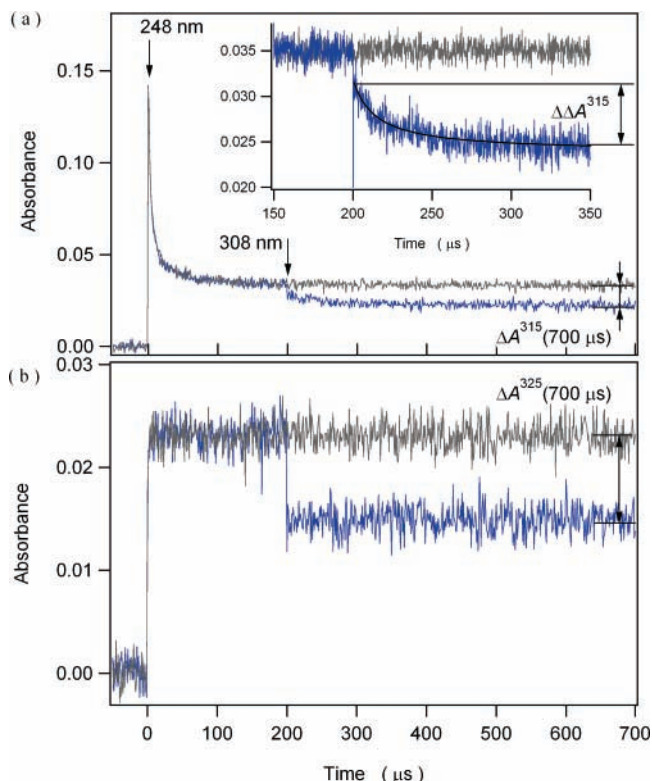 ( a )
248 nm
0.15
0.10
0.05
0.00
Absorbance
0.035
0.030
0.025
0.020
ΔΔA³¹⁵
150 200 250 300 350
Time ( μs )
308 nm
ΔA³¹⁵(700 μs)
( b )
0.03
0.02
0.01
0.00
Absorbance
ΔA³²⁵(700 μs)
0 100 200 300 400 500 600 700
Time ( μs )